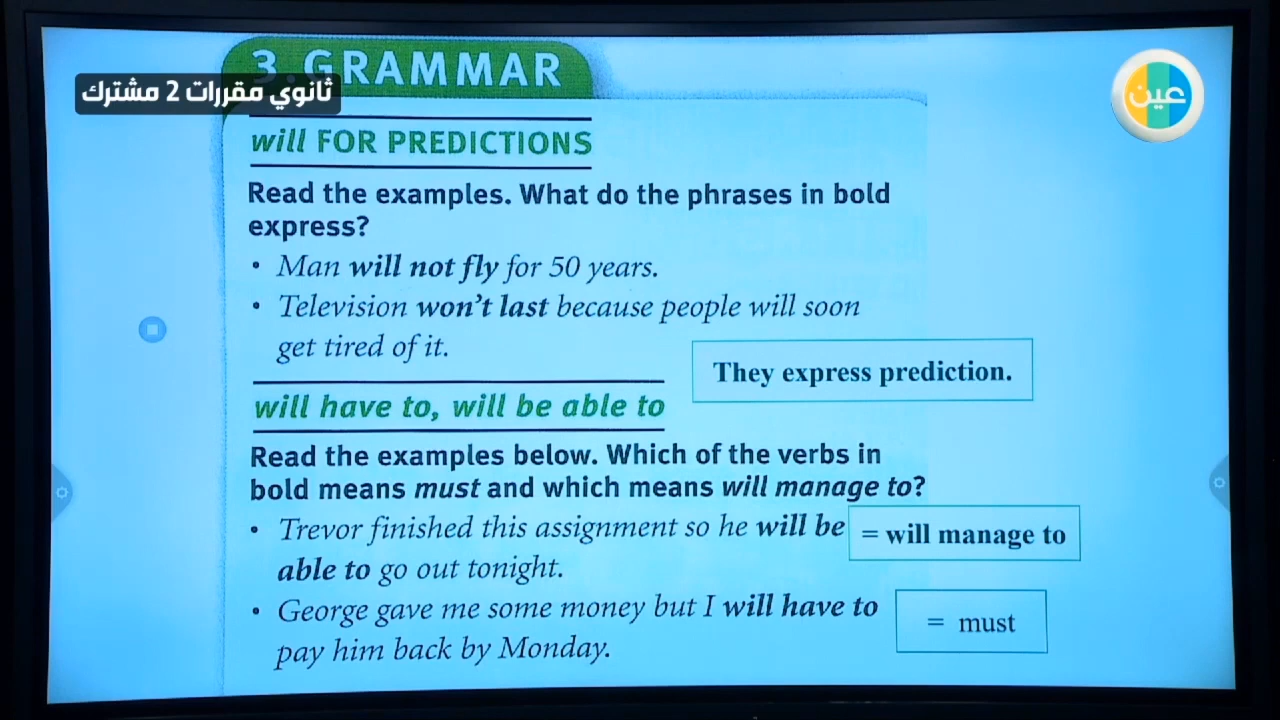 3. GRAMMAR
ثانوي مقررات 2 مشترك
عين
will FOR PREDICTIONS
Read the examples. What do the phrases in bold
express?
• Man will not fly for 50 years.
• Television won't last because people will soon
get tired of it.
They express prediction.
will have to, will be able to
Read the examples below. Which of the verbs in
bold means must and which means will manage to?
• Trevor finished this assignment so he will be
able to go out tonight.
= will manage to
• George gave me some money but I will have to
pay him back by Monday.
= must